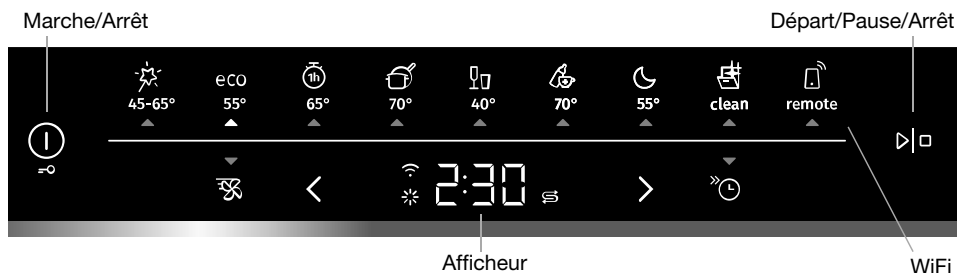 Marche/Arrêt Départ/Pause/Arrêt
eco 1h
45-65° 55° 65° 70° 40° 70° 55° clean remote
2:30
Afficheur WiFi